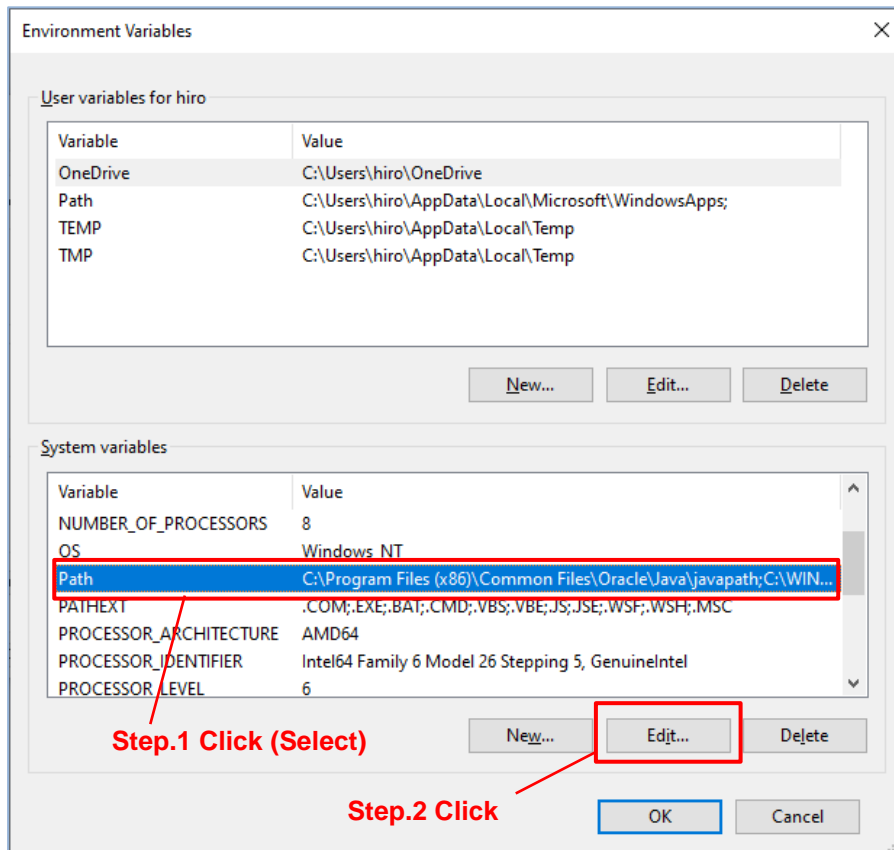 Environment Variables
User variables for hiro
Variable Value
OneDrive C:\Users\hiro\OneDrive
Path C:\Users\hiro\AppData\Local\Microsoft\WindowsApps;
TEMP C:\Users\hiro\AppData\Local\Temp
TMP C:\Users\hiro\AppData\Local\Temp
New... Edit... Delete
System variables
Variable Value
NUMBER_OF_PROCESSORS 8
OS Windows_NT
Path C:\Program Files (x86)\Common Files\Oracle\Java\javapath;C:\WIN...
PATHEXT .COM;.EXE;.BAT;.CMD;.VBS;.VBE;.JS;.JSE;.WSF;.WSH;.MSC
PROCESSOR_ARCHITECTURE AMD64
PROCESSOR_IDENTIFIER Intel64 Family 6 Model 26 Stepping 5, GenuineIntel
PROCESSOR_LEVEL 6
Step.1 Click (Select)
New... Edit... Delete
Step.2 Click
OK Cancel